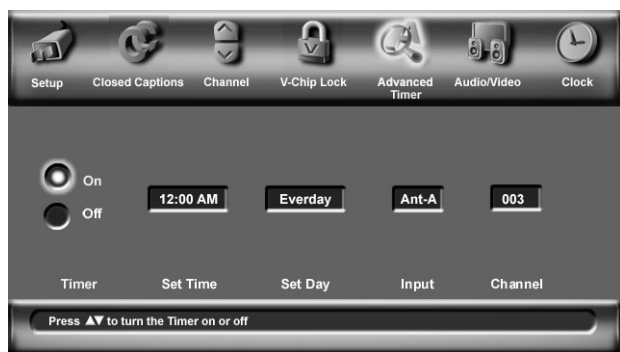 Setup Closed Captions Channel V-Chip Lock Advanced Timer Audio/Video Clock
On
Off
12:00 AM Everday Ant-A 003
Timer Set Time Set Day Input Channel
Press ▲▼ to turn the Timer on or off